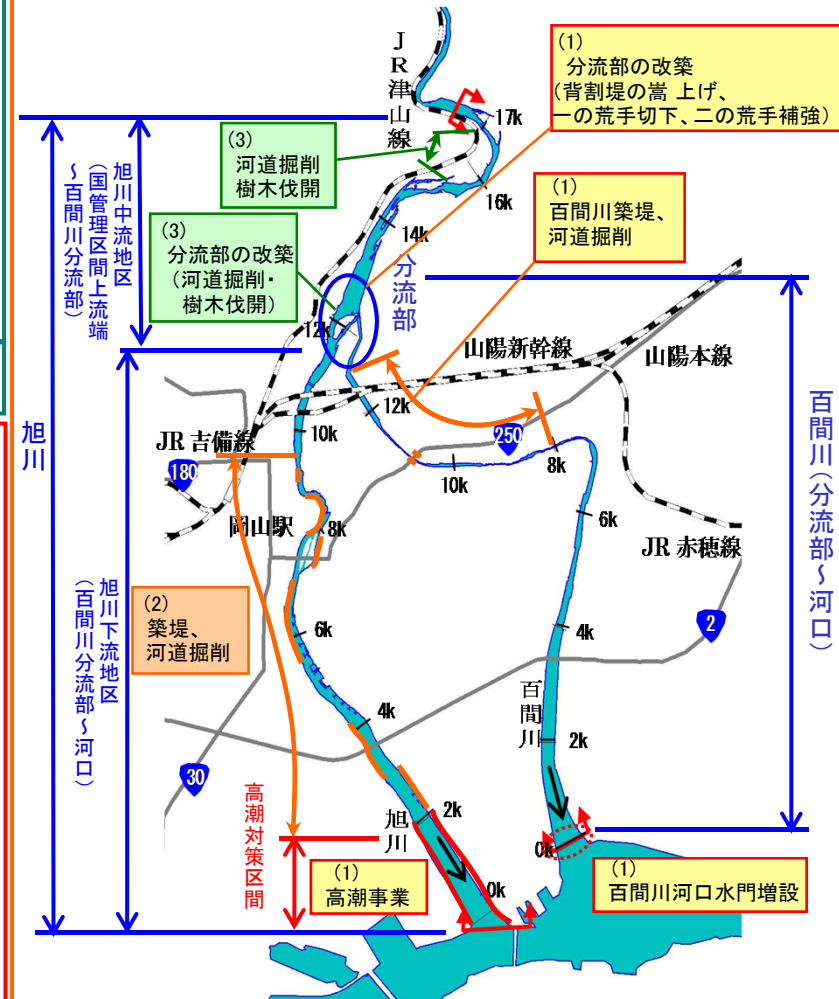 JR津山線
(1)
分流部の改築
(背割堤の嵩 上げ、
一の荒手切下、二の荒手補強)
17k
(3)
河道掘削
樹木伐開
16k
(1)
百間川築堤、
河道掘削
旭川中流地区
(国管理区間上流端
~百間川分流部)
14k
(3)
分流部の改築
(河道掘削・
樹木伐開)
分流部
12k
山陽新幹線
山陽本線
12k
旭川
JR 吉備線
10k
250
8k
10k
180
岡山駅
8k
6k
JR 赤穂線
百間川(分流部~河口)
(2)
築堤、
河道掘削
旭川下流地区
(百間川分流部~河口)
6k
4k
2
百間川
4k
2k
30
高潮対策区間
2k
旭川
0k
0k
(1)
高潮事業
(1)
百間川河口水門増設